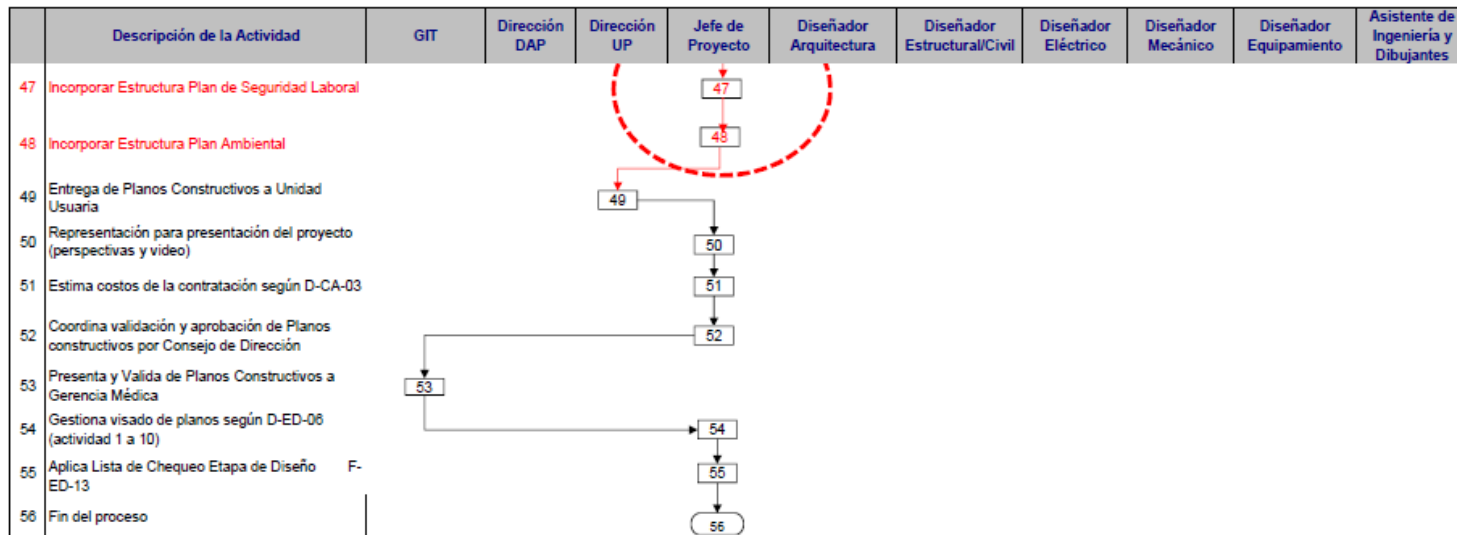 Descripción de la Actividad
GIT
Dirección
DAP
Dirección
UP
Jefe de
Proyecto
Diseñador
Arquitectura
Diseñador
Estructural/Civil
Diseñador
Eléctrico
Diseñador
Mecánico
Diseñador
Equipamiento
Asistente de
Ingeniería y
Dibujantes
47 Incorporar Estructura Plan de Seguridad Laboral
47
48 Incorporar Estructura Plan Ambiental
48
49 Entrega de Planos Constructivos a Unidad
Usuaria
49
50 Representación para presentación del proyecto
(perspectivas y video)
50
51 Estima costos de la contratación según D-CA-03
51
52 Coordina validación y aprobación de Planos
constructivos por Consejo de Dirección
52
53 Presenta y Valida de Planos Constructivos a
Gerencia Médica
53
54 Gestiona visado de planos según D-ED-06
(actividad 1 a 10)
54
55 Aplica Lista de Chequeo Etapa de Diseño F-
ED-13
55
56 Fin del proceso
56